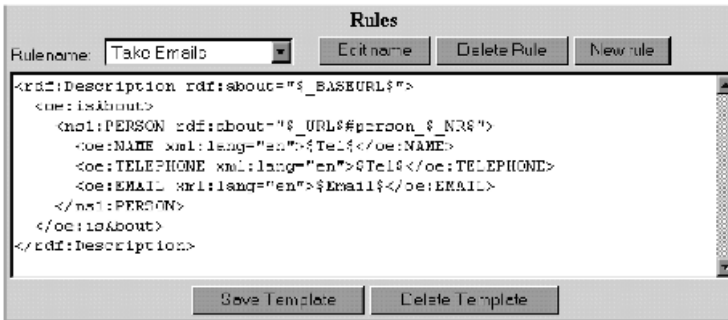 Rules
Rule name: Take Emails Edit name Delete Rule New rule
<rdf:Description rdf:about="$_BASEURL$">
<oe:isAbout>
<ns1:PERSON rdf:about="$_URL$#person_$_NR$">
<oe:NAME xml:lang="en">$Tel$</oe:NAME>
<oe:TELEPHONE xml:lang="en">$Tel$</oe:TELEPHONE>
<oe:EMAIL xml:lang="en">$Email$</oe:EMAIL>
</ns1:PERSON>
</oe:isAbout>
</rdf:Description>
Save Template Delete Template